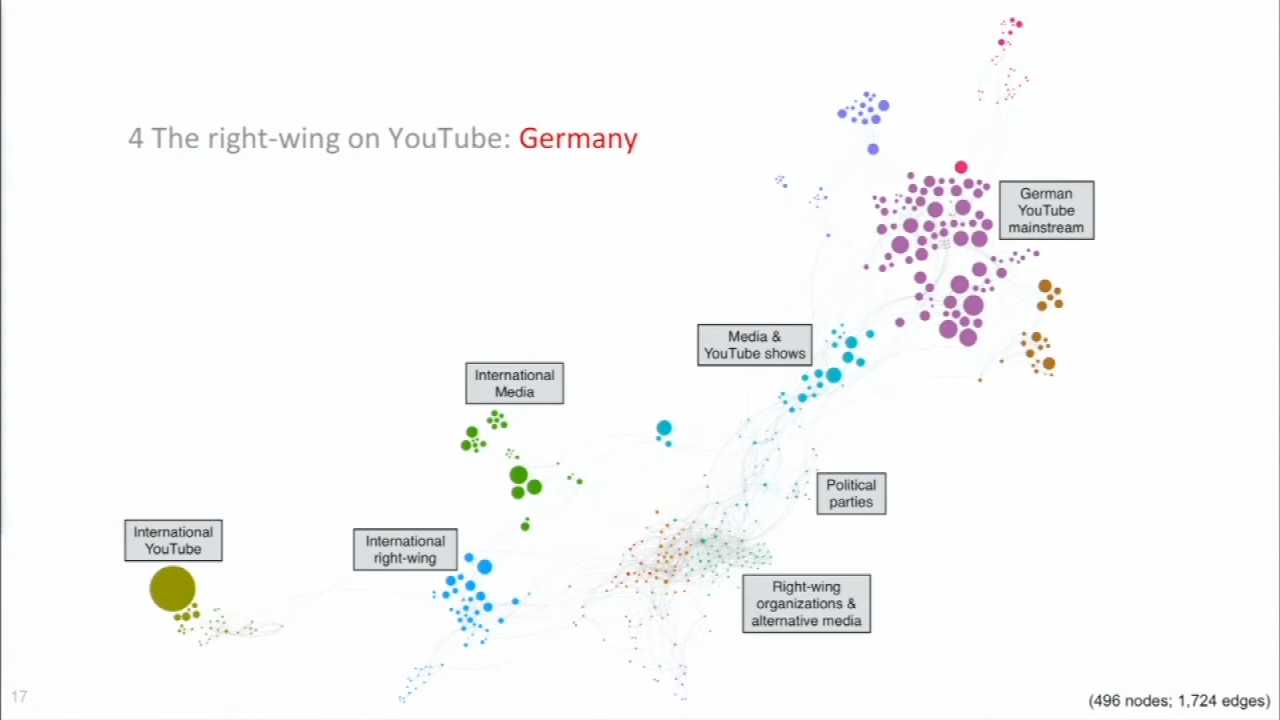 4 The right-wing on YouTube: Germany
German
YouTube
mainstream
Media &
YouTube shows
International
Media
Political
parties
International
YouTube
International
right-wing
Right-wing
organizations &
alternative media
17
(496 nodes; 1,724 edges)